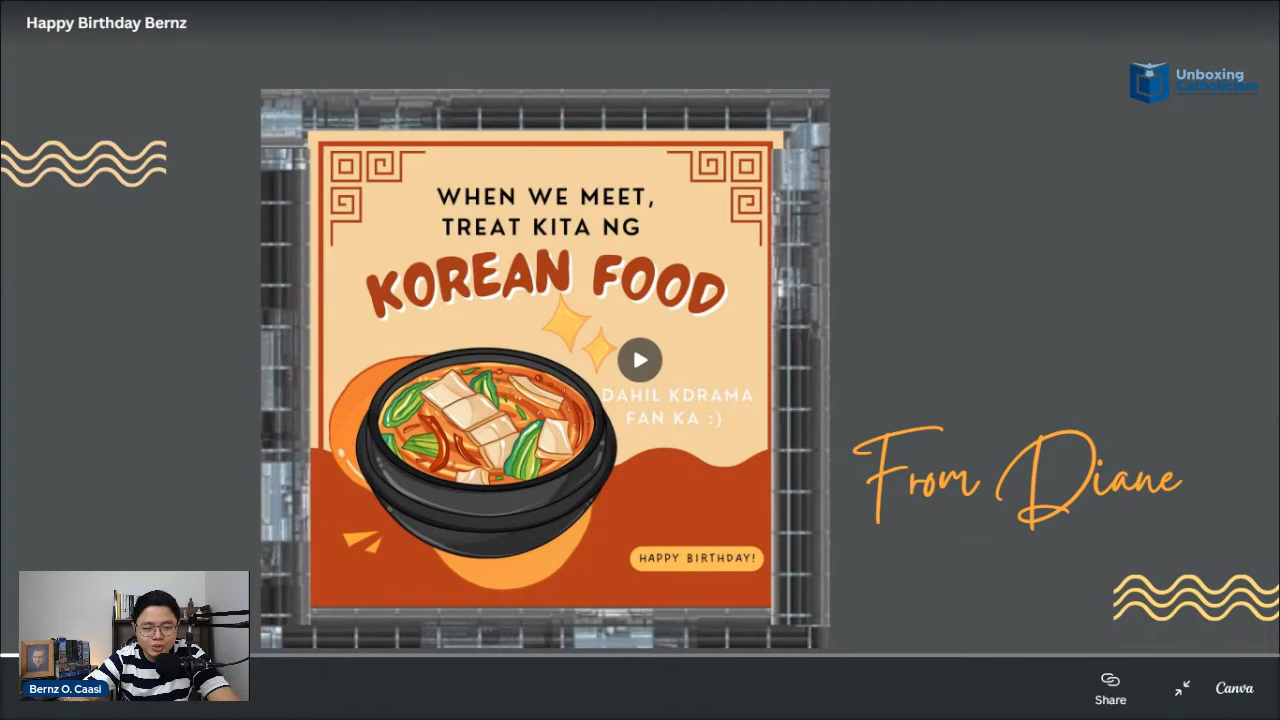 Happy Birthday Bernz
Unboxing
Catholicism
WHEN WE MEET,
TREAT KITA NG
KOREAN FOOD
DAHIL KDRAMA
FAN KA :)
From Diane
HAPPY BIRTHDAY!
Bernz O. Caasi
Share
Canva